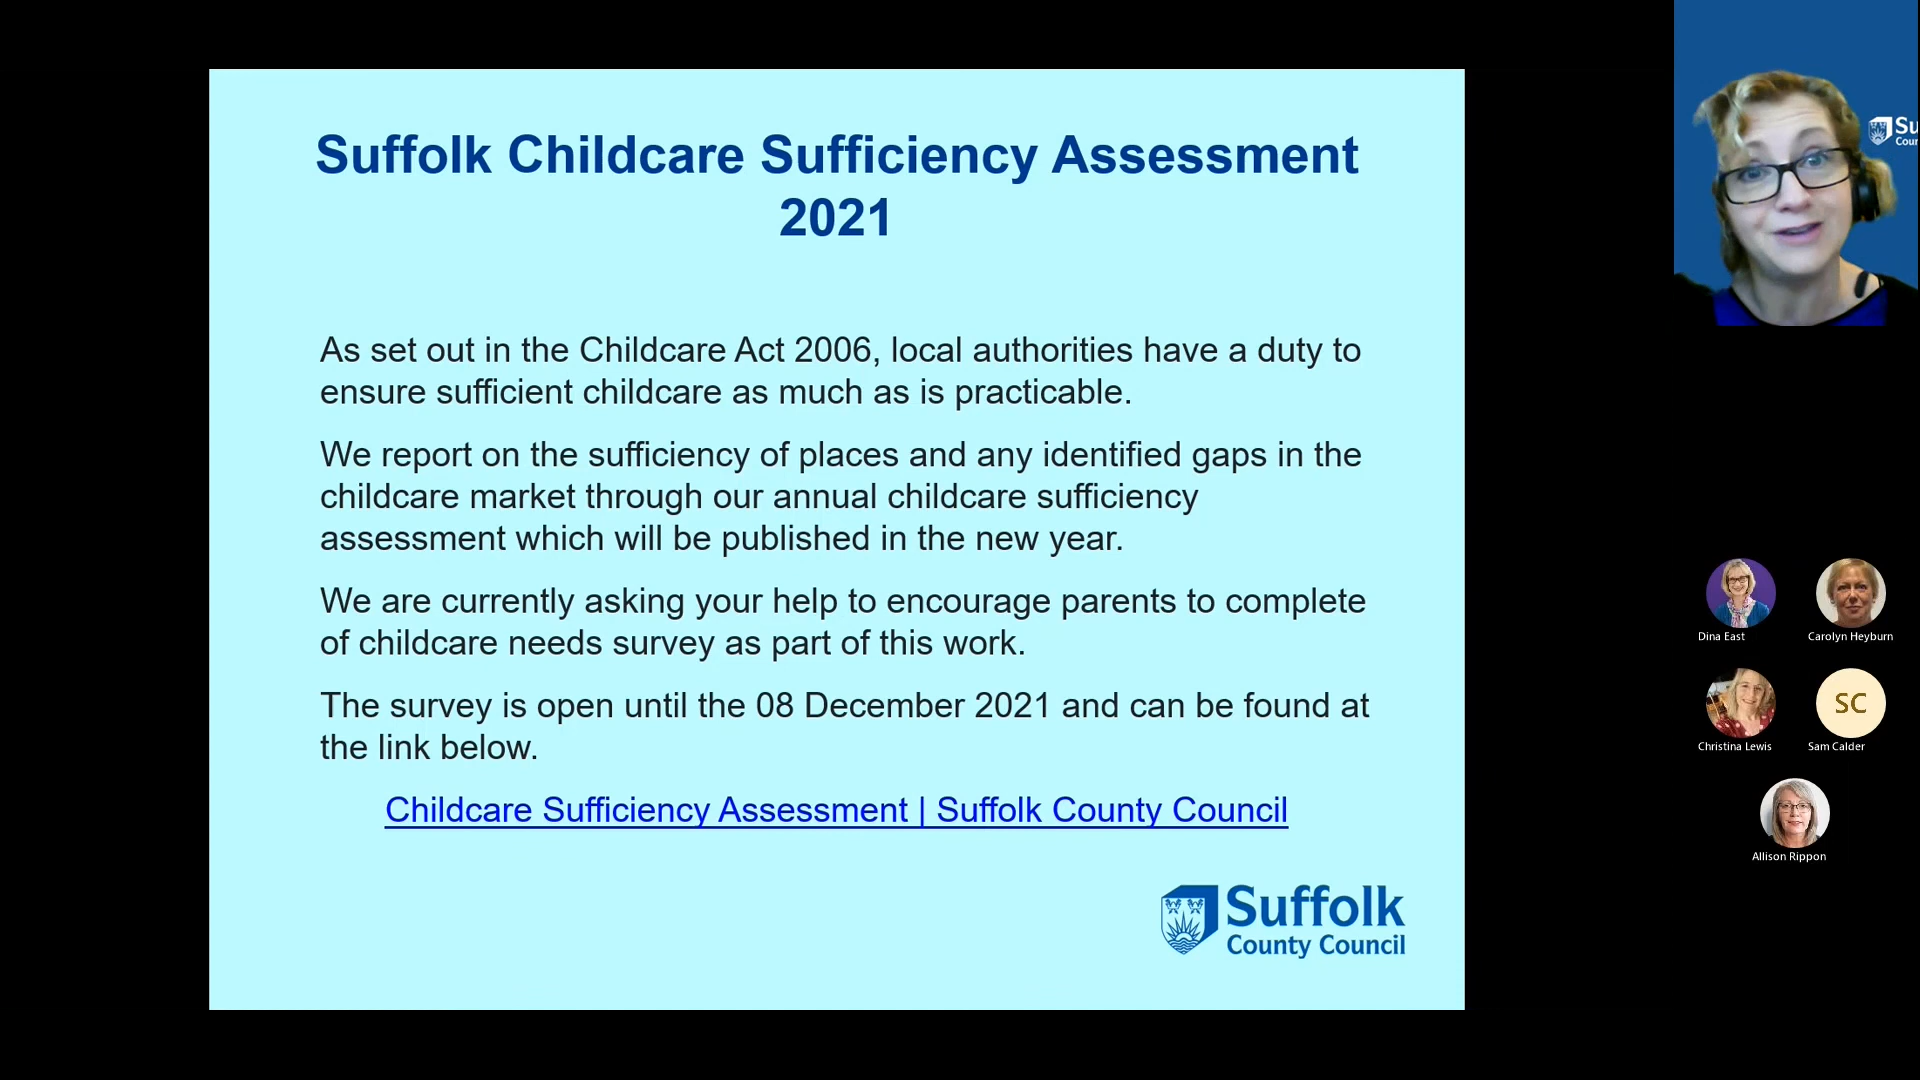 Suffolk Childcare Sufficiency Assessment
2021
As set out in the Childcare Act 2006, local authorities have a duty to
ensure sufficient childcare as much as is practicable.
We report on the sufficiency of places and any identified gaps in the
childcare market through our annual childcare sufficiency
assessment which will be published in the new year.
We are currently asking your help to encourage parents to complete
of childcare needs survey as part of this work.
The survey is open until the 08 December 2021 and can be found at
the link below.
Childcare Sufficiency Assessment | Suffolk County Council
Suffolk
County Council
Su
Cour
Dina East
Carolyn Heyburn
SC
Christina Lewis
Sam Calder
Allison Rippon